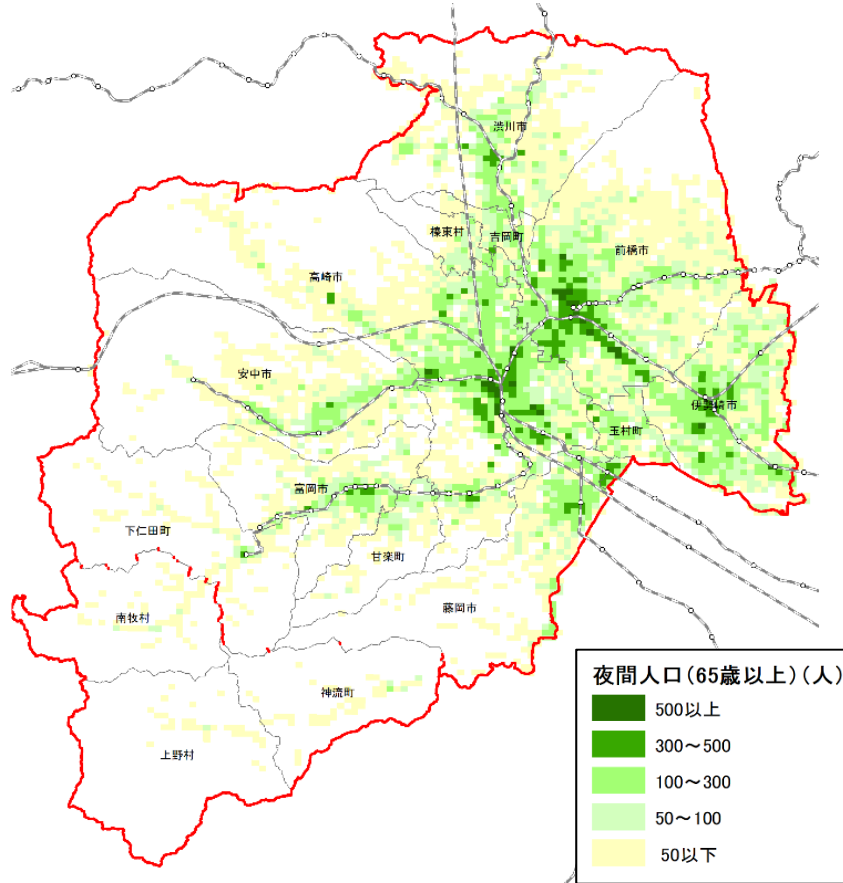 渋川市
榛東村
吉岡町
前橋市
高崎市
安中市
伊勢崎市
玉村町
富岡市
下仁田町
甘楽町
藤岡市
南牧村
神流町
上野村
夜間人口(65歳以上)(人)
500以上
300～500
100～300
50～100
50以下